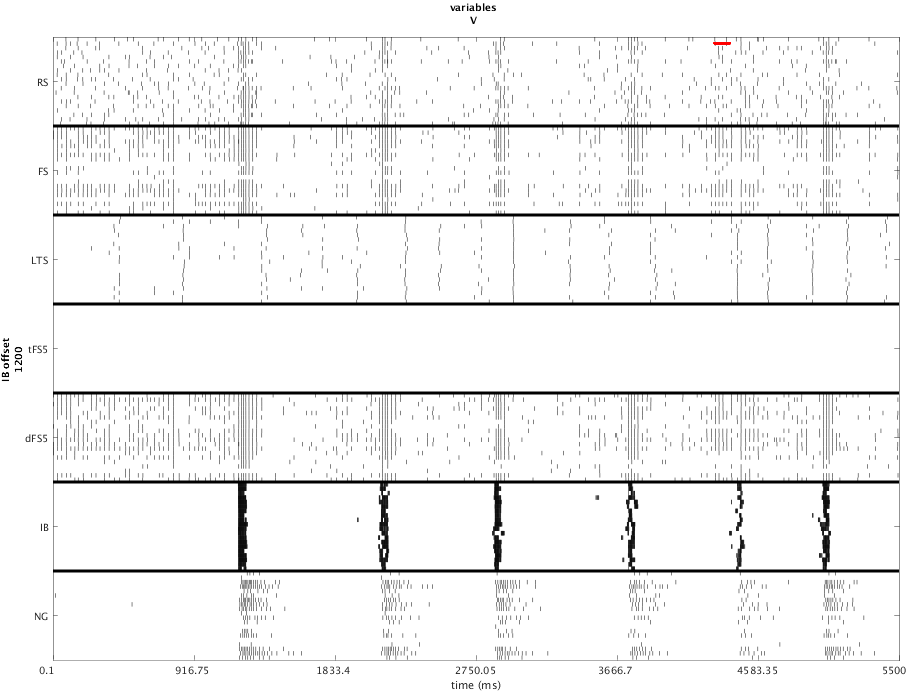 variables
V
RS
FS
LTS
tFS5
dFS5
IB
NG
IB offset
1200
0.1 916.75 1833.4 2750.05 3666.7 4583.35 5500
time (ms)